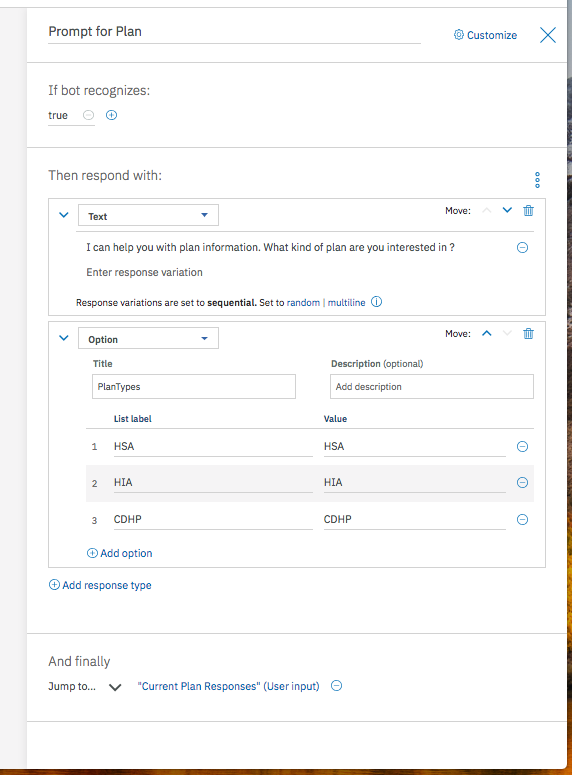 Prompt for Plan
Customize
If bot recognizes:
true
Then respond with:
Text
Move:
I can help you with plan information. What kind of plan are you interested in ?
Enter response variation
Response variations are set to sequential. Set to random | multiline
Option
Move:
Title
Description (optional)
PlanTypes
Add description
List label
Value
1 HSA HSA
2 HIA HIA
3 CDHP CDHP
Add option
Add response type
And finally
Jump to... "Current Plan Responses" (User input)